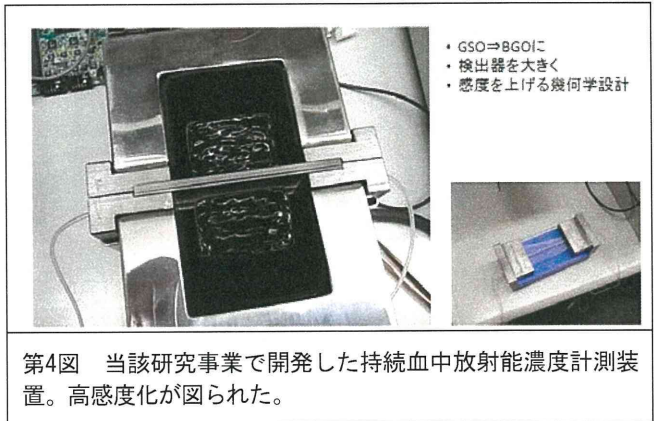 ・GSO⇒BGOに
・検出器を大きく
・感度を上げる幾何学設計
第4図　当該研究事業で開発した持続血中放射能濃度計測装
置。高感度化が図られた。